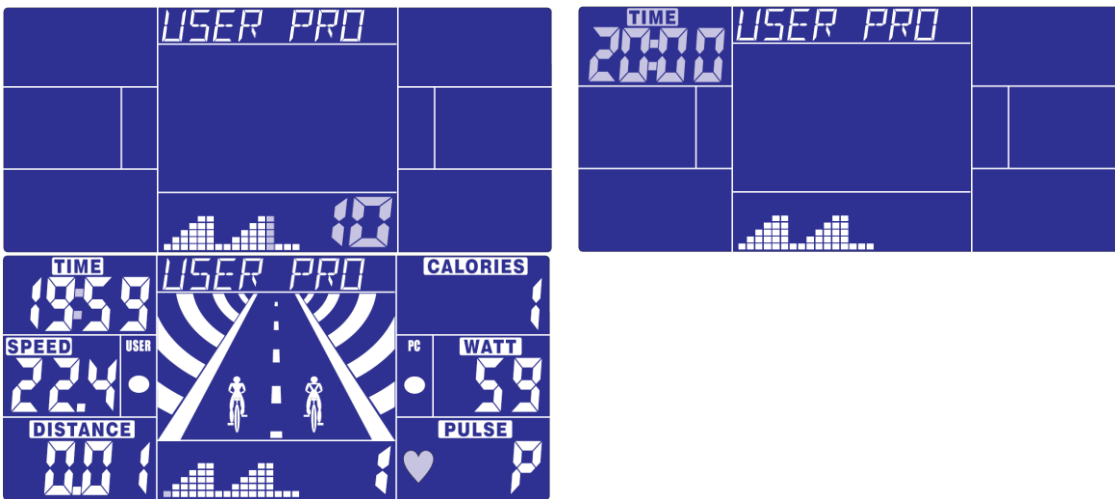 USER PRO
10
TIME
20:00
USER PRO
TIME
19:59
USER PRO
CALORIES
1
SPEED
22.4
USER
PC
WATT
59
DISTANCE
0.01
1
PULSE
P